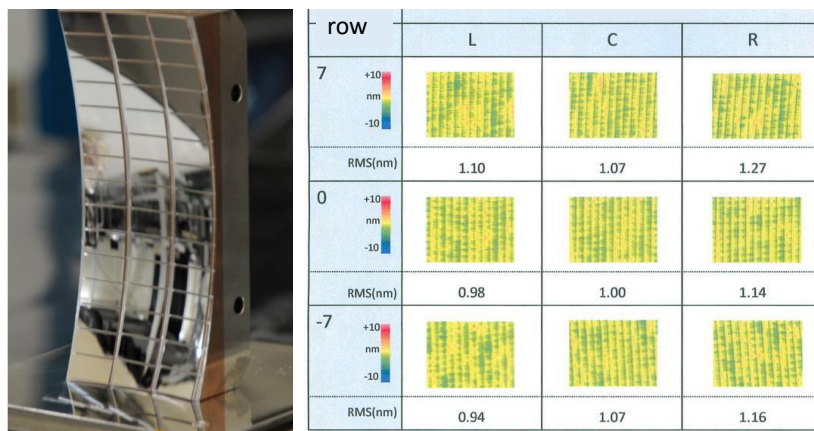 row
L C R
7 +10
nm
-10
RMS(nm) 1.10 1.07 1.27
0 +10
nm
-10
RMS(nm) 0.98 1.00 1.14
-7 +10
nm
-10
RMS(nm) 0.94 1.07 1.16